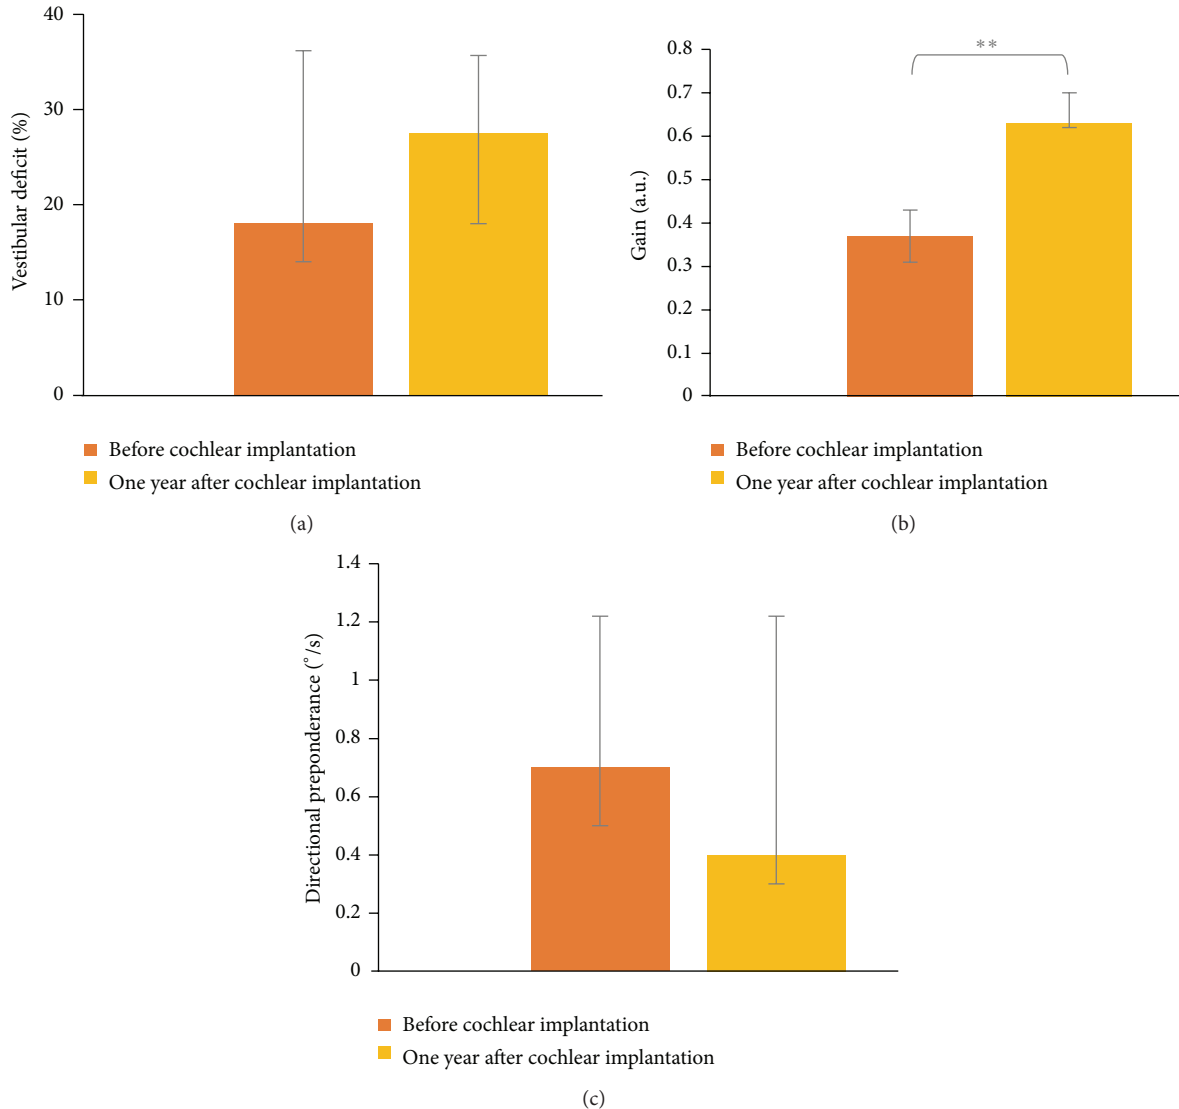 40
30
20
10
0
Vestibular deficit (%)
Before cochlear implantation
One year after cochlear implantation
(a)
**
0.8
0.7
0.6
0.5
0.4
0.3
0.2
0.1
0
Gain (a.u.)
Before cochlear implantation
One year after cochlear implantation
(b)
1.4
1.2
1
0.8
0.6
0.4
0.2
0
Directional preponderance (°/s)
Before cochlear implantation
One year after cochlear implantation
(c)